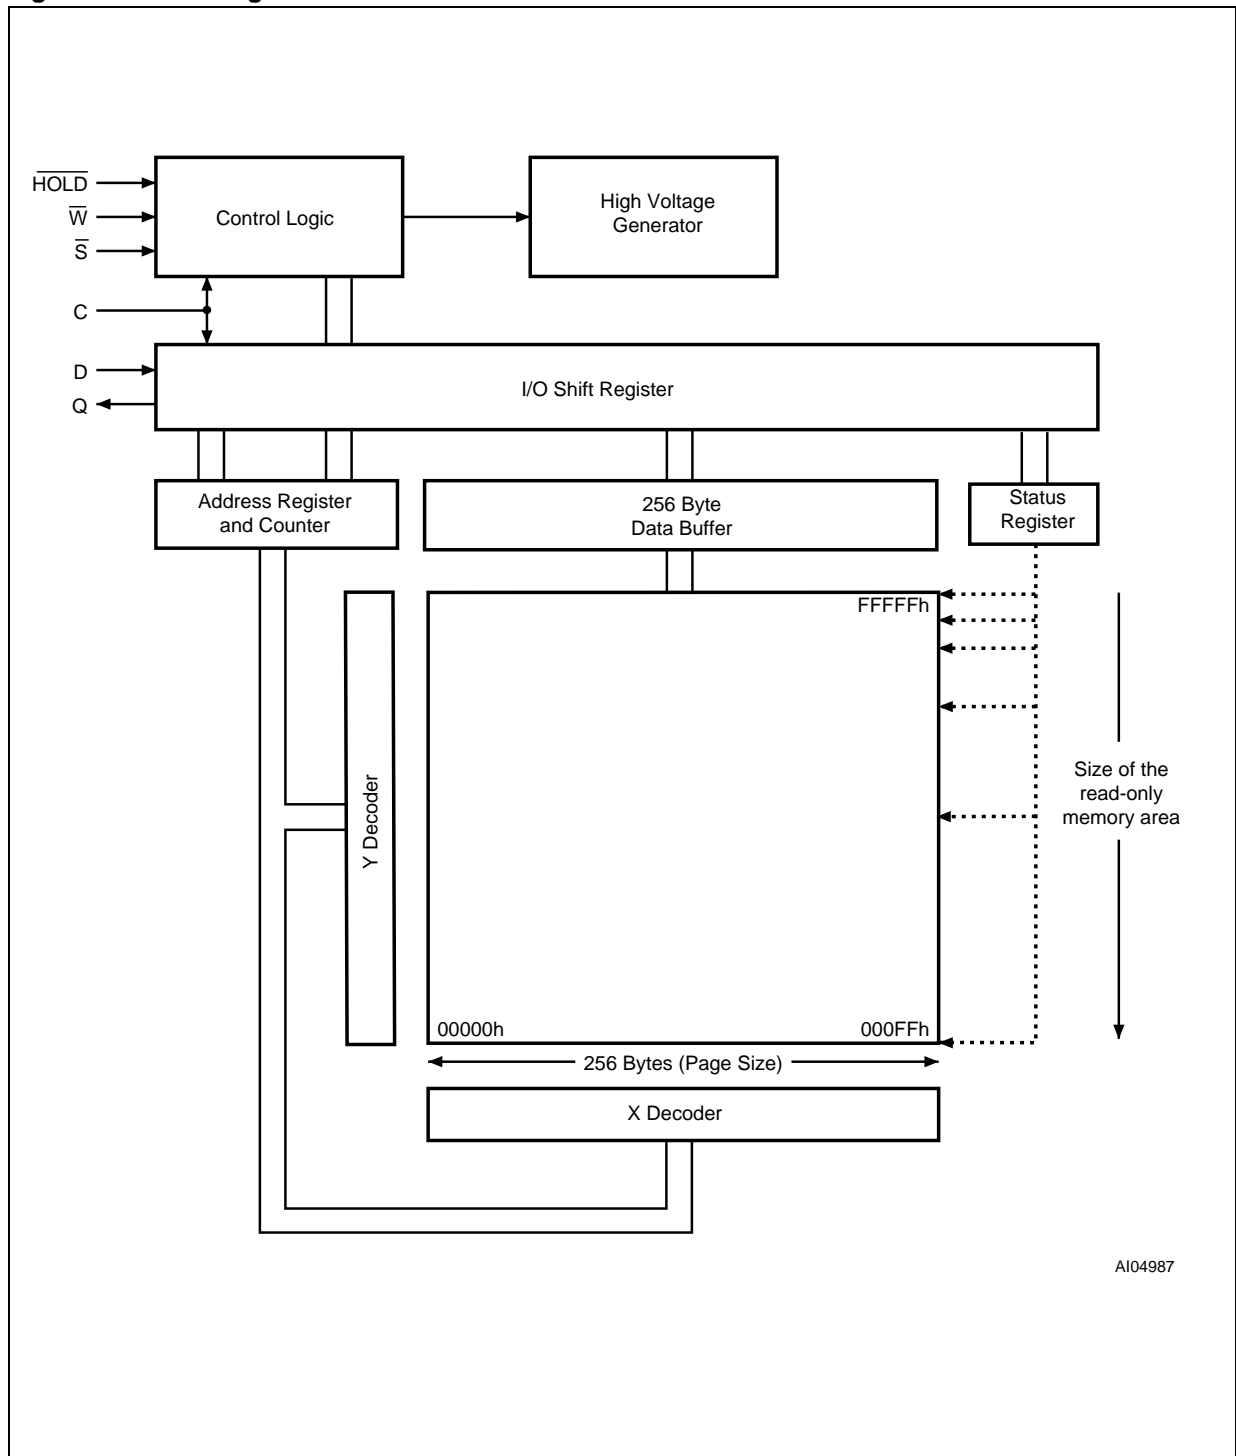 HOLD
W
S
C
D
Q
Control Logic
High Voltage
Generator
I/O Shift Register
Address Register
and Counter
256 Byte
Data Buffer
Status
Register
FFFFFh
Y Decoder
Size of the
read-only
memory area
00000h
000FFh
256 Bytes (Page Size)
X Decoder
AI04987